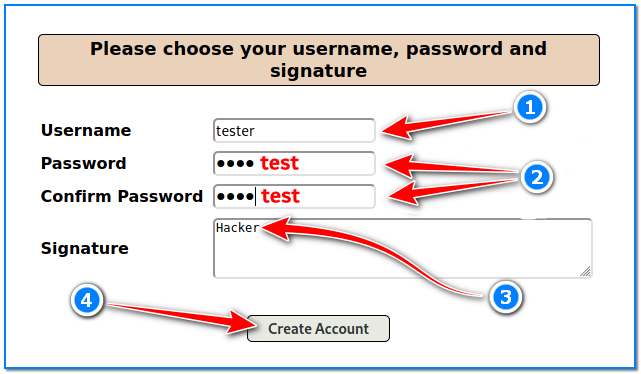 Please choose your username, password and
signature
1
Username tester
Password •••• test
2
Confirm Password •••• test
Hacker
Signature
3
4
Create Account